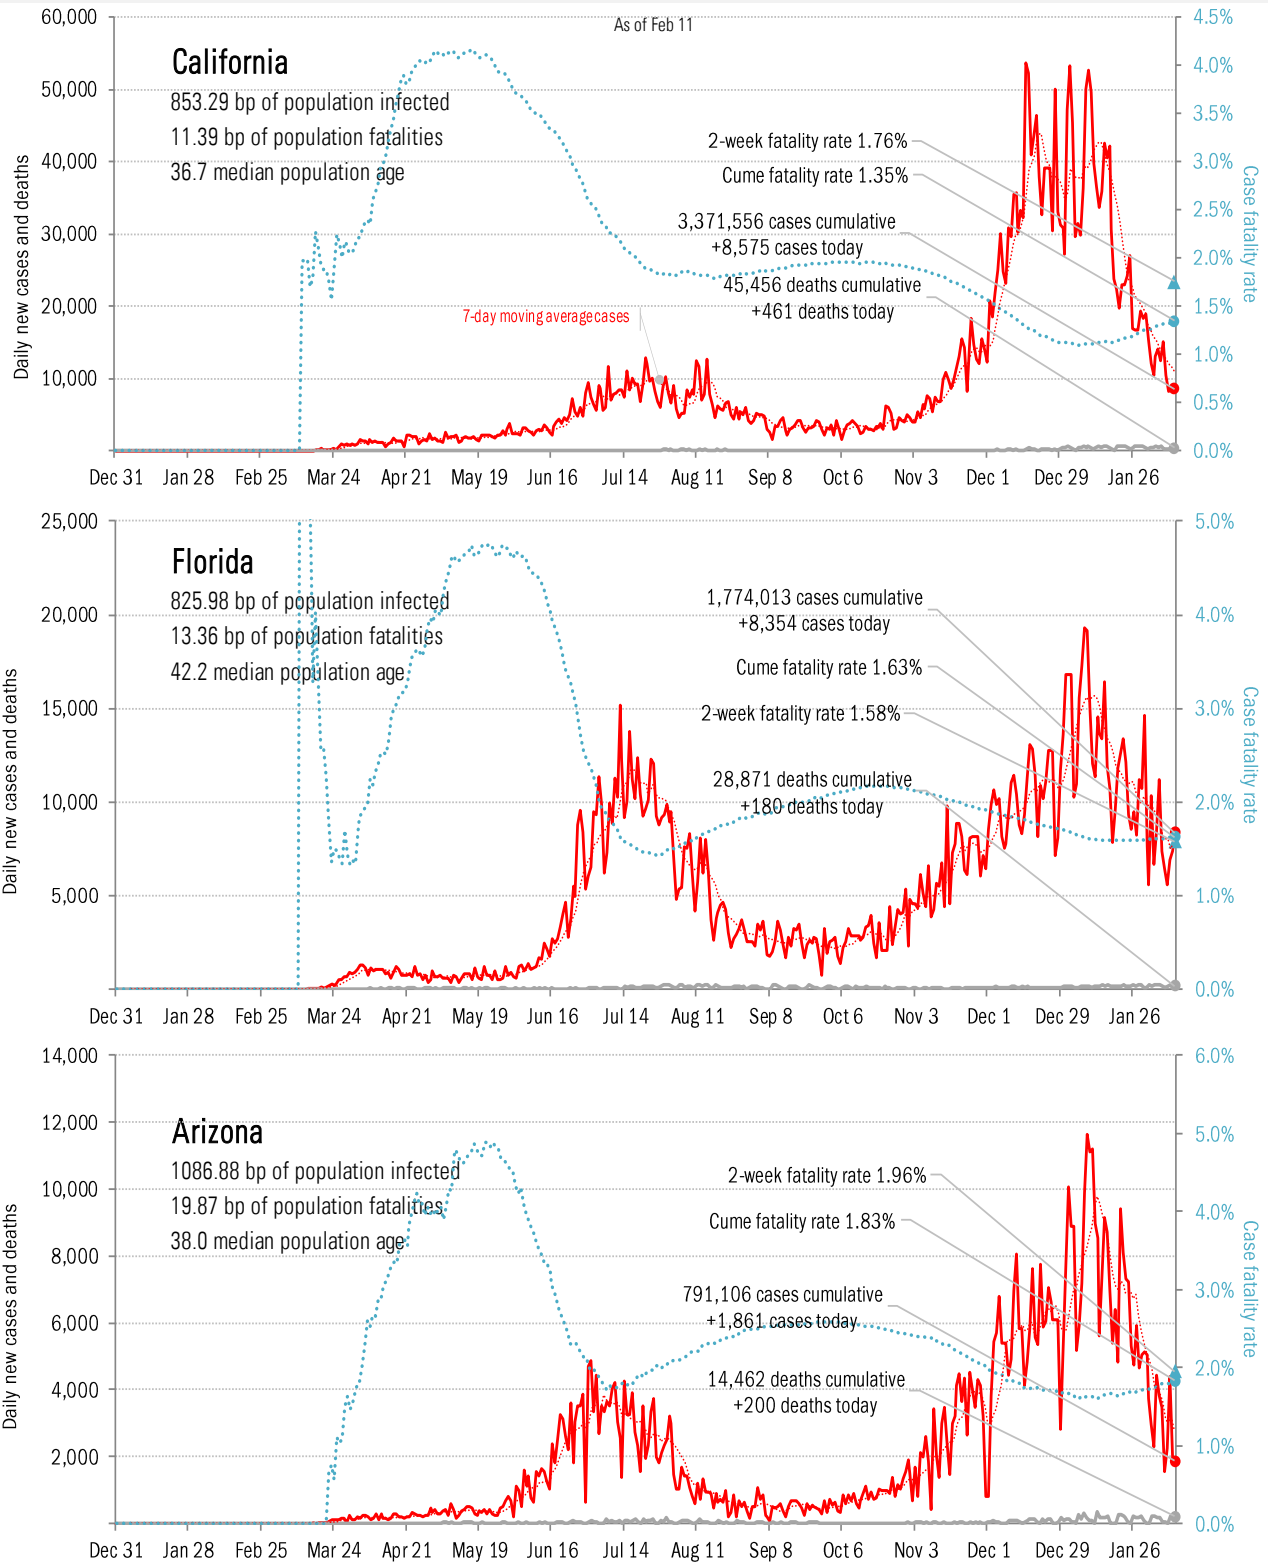 As of Feb 11
60,000
50,000
40,000
30,000
20,000
10,000
Daily new cases and deaths
California
853.29 bp of population infected
11.39 bp of population fatalities
36.7 median population age
2-week fatality rate 1.76%
Cume fatality rate 1.35%
3,371,556 cases cumulative
+8,575 cases today
45,456 deaths cumulative
+461 deaths today
7-day moving average cases
4.5%
4.0%
3.5%
3.0%
2.5%
2.0%
1.5%
1.0%
0.5%
0.0%
Case fatality rate
Dec 31 Jan 28 Feb 25 Mar 24 Apr 21 May 19 Jun 16 Jul 14 Aug 11 Sep 8 Oct 6 Nov 3 Dec 1 Dec 29 Jan 26
25,000
20,000
15,000
10,000
5,000
Daily new cases and deaths
Florida
825.98 bp of population infected
13.36 bp of population fatalities
42.2 median population age
1,774,013 cases cumulative
+8,354 cases today
Cume fatality rate 1.63%
2-week fatality rate 1.58%
28,871 deaths cumulative
+180 deaths today
5.0%
4.0%
3.0%
2.0%
1.0%
0.0%
Case fatality rate
Dec 31 Jan 28 Feb 25 Mar 24 Apr 21 May 19 Jun 16 Jul 14 Aug 11 Sep 8 Oct 6 Nov 3 Dec 1 Dec 29 Jan 26
14,000
12,000
10,000
8,000
6,000
4,000
2,000
Daily new cases and deaths
Arizona
1086.88 bp of population infected
19.87 bp of population fatalities
38.0 median population age
2-week fatality rate 1.96%
Cume fatality rate 1.83%
791,106 cases cumulative
+1,861 cases today
14,462 deaths cumulative
+200 deaths today
6.0%
5.0%
4.0%
3.0%
2.0%
1.0%
0.0%
Case fatality rate
Dec 31 Jan 28 Feb 25 Mar 24 Apr 21 May 19 Jun 16 Jul 14 Aug 11 Sep 8 Oct 6 Nov 3 Dec 1 Dec 29 Jan 26